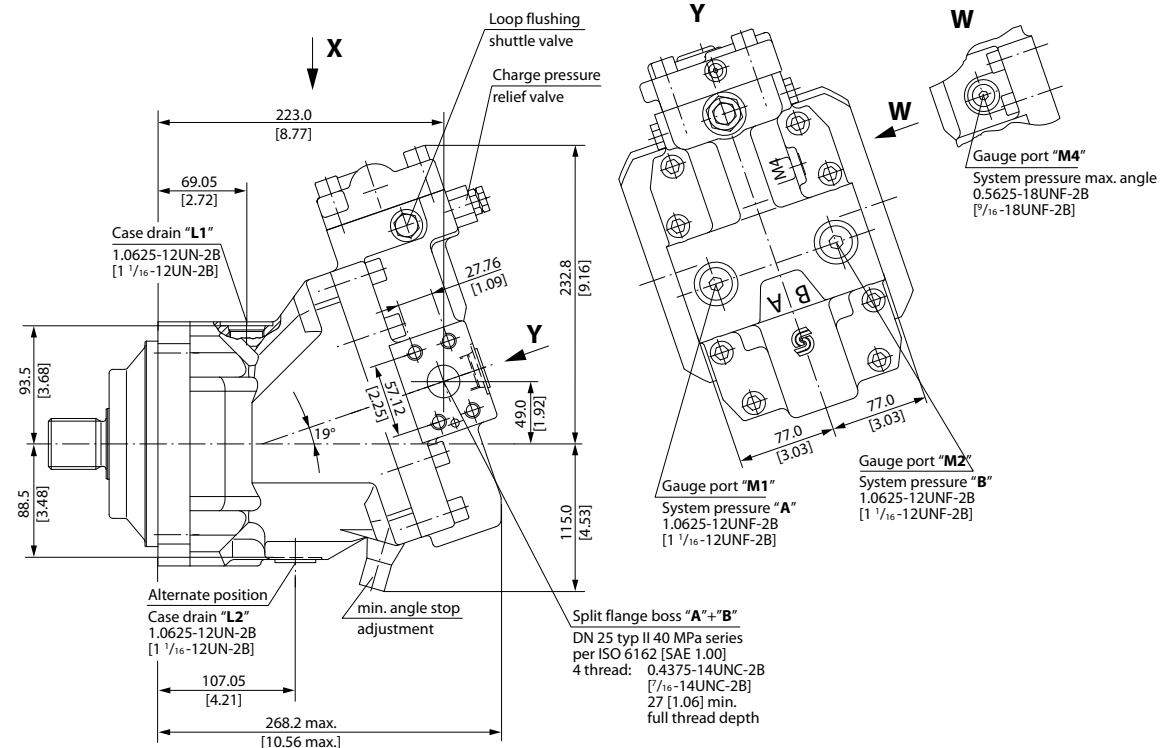 Loop flushing
shuttle valve
X
Charge pressure
relief valve
223.0
[8.77]
69.05
[2.72]
Case drain "L1"
1.0625-12UN-2B
[1 1/16-12UN-2B]
27.76
[1.09]
232.8
[9.16]
Y
93.5
[3.68]
57.12
[2.25]
49.0
[1.92]
19°
88.5
[3.48]
115.0
[4.53]
Alternate position
Case drain "L2"
1.0625-12UN-2B
[1 1/16-12UN-2B]
min. angle stop
adjustment
107.05
[4.21]
268.2 max.
[10.56 max.]
Split flange boss "A"+"B"
DN 25 typ II 40 MPa series
per ISO 6162 [SAE 1.00]
4 thread: 0.4375-14UNC-2B
[7/16-14UNC-2B]
27 [1.06] min.
full thread depth
Y
W
M4
B
A
77.0
[3.03]
77.0
[3.03]
Gauge port "M1"
System pressure "A"
1.0625-12UNF-2B
[1 1/16-12UNF-2B]
Gauge port "M2"
System pressure "B"
1.0625-12UNF-2B
[1 1/16-12UNF-2B]
W
Gauge port "M4"
System pressure max. angle
0.5625-18UNF-2B
[9/16-18UNF-2B]